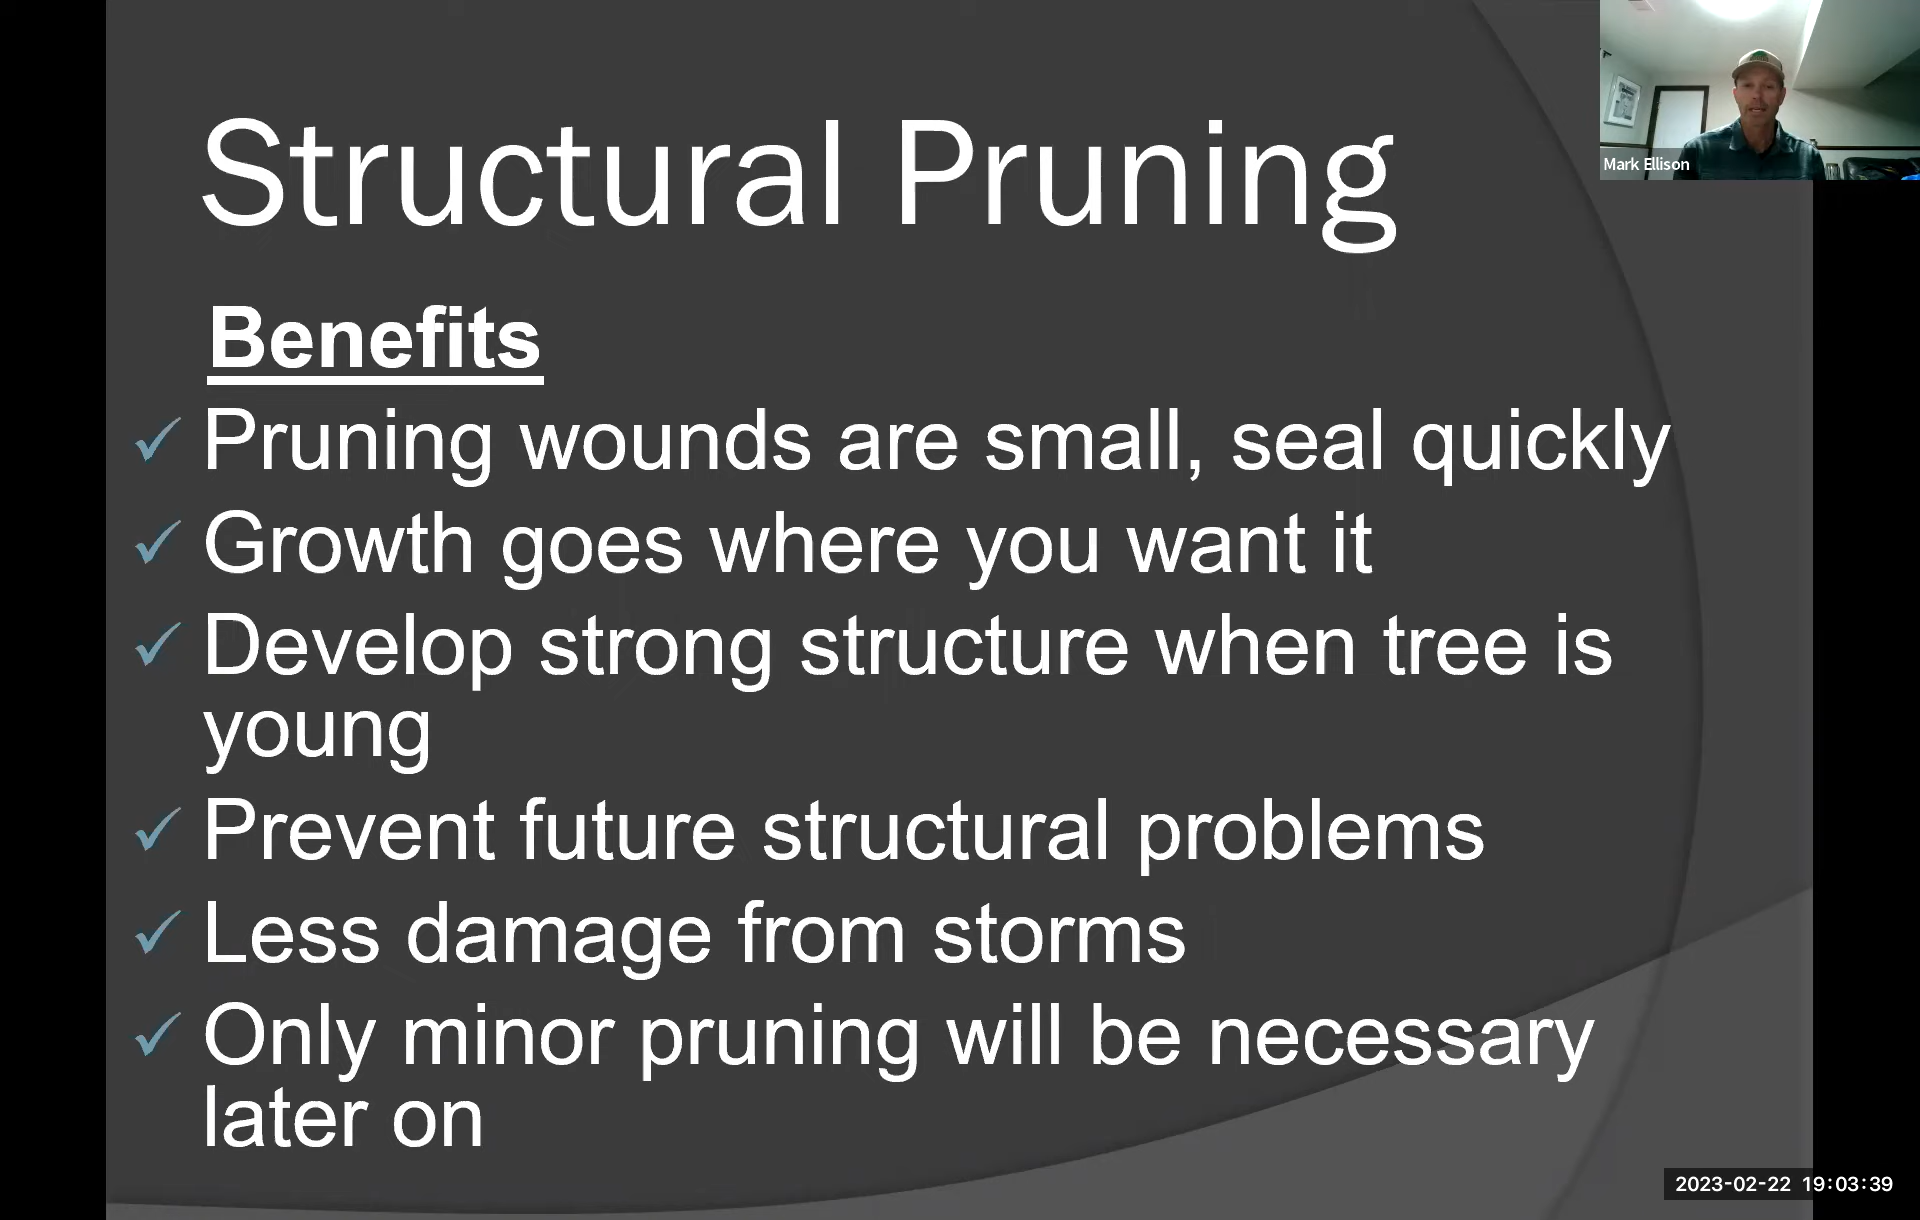 Structural Pruning
Mark Ellison
Benefits
✓ Pruning wounds are small, seal quickly
✓ Growth goes where you want it
✓ Develop strong structure when tree is
young
✓ Prevent future structural problems
✓ Less damage from storms
✓ Only minor pruning will be necessary
later on
2023-02-22 19:03:39